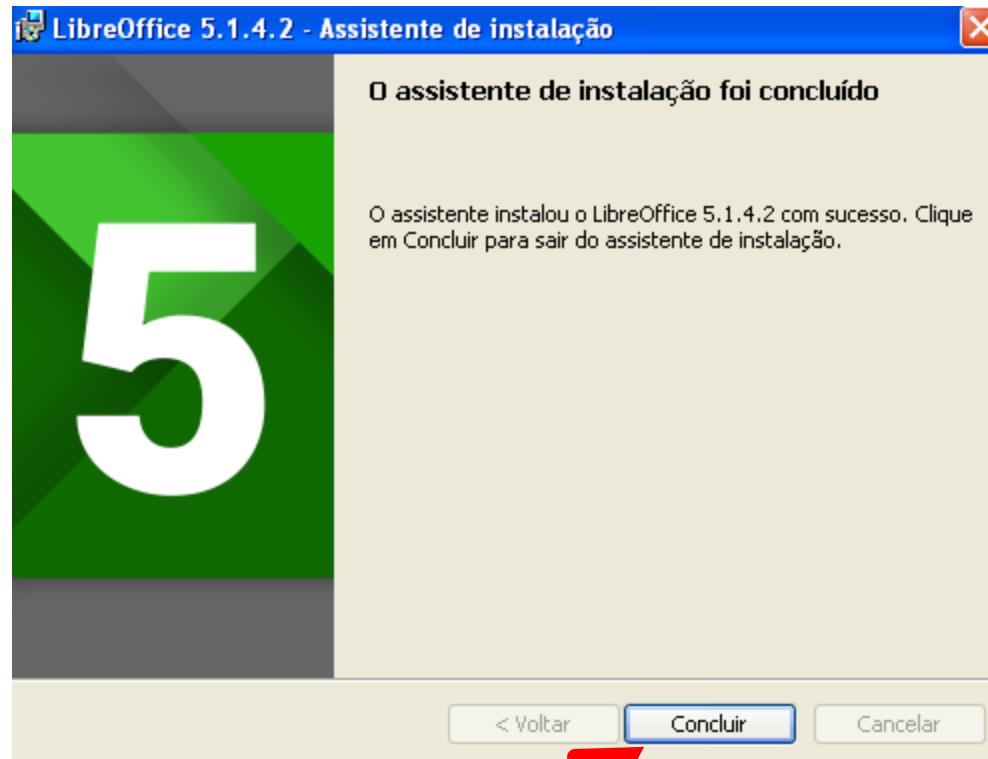 LibreOffice 5.1.4.2 - Assistente de instalação
O assistente de instalação foi concluído
O assistente instalou o LibreOffice 5.1.4.2 com sucesso. Clique
em Concluir para sair do assistente de instalação.
5
< Voltar
Concluir
Cancelar